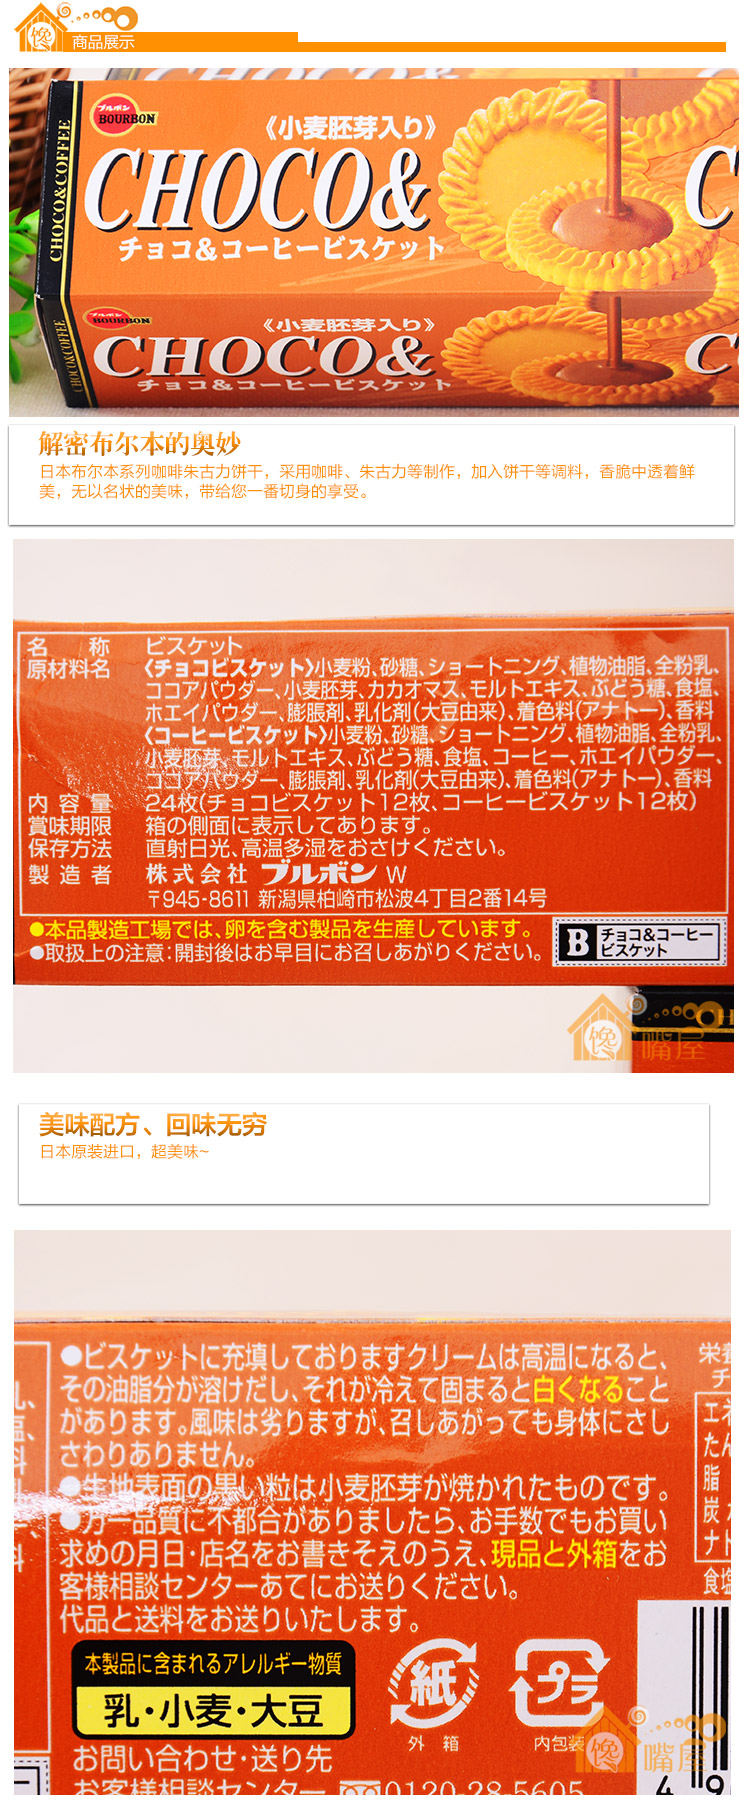 馋
商品展示
CHOCO&
CHOCO&COFFEE
ブルボン
BOURBON
《小麦胚芽入り》
CHOCO&
チョコ&コーヒービスケット
C
CHOCO&COFFEE
ブルボン
BOURBON
《小麦胚芽入り》
CHOCO&
チョコ&コーヒービスケット
C
解密布尔本的奥妙
日本布尔本系列咖啡朱古力饼干，采用咖啡、朱古力等制作，加入饼干等调料，香脆中透着鲜
美，无以名状的美味，带给您一番切身的享受。
名称 ビスケット
原材料名 〈チョコビスケット〉小麦粉、砂糖、ショートニング、植物油脂、全粉乳、
ココアパウダー、小麦胚芽、カカオマス、モルトエキス、ぶどう糖、食塩、
ホエイパウダー、膨脹剤、乳化剤(大豆由来)、着色料(アナトー)、香料
〈コーヒービスケット〉小麦粉、砂糖、ショートニング、植物油脂、全粉乳、
小麦胚芽、モルトエキス、ぶどう糖、食塩、コーヒー、ホエイパウダー、
ココアパウダー、膨脹剤、乳化剤(大豆由来)、着色料(アナトー)、香料
内容量 24枚(チョコビスケット12枚、コーヒービスケット12枚)
賞味期限 箱の側面に表示してあります。
保存方法 直射日光、高温多湿をおさけください。
製造者 株式会社 ブルボン W
〒945-8611 新潟県柏崎市松波4丁目2番14号
●本品製造工場では、卵を含む製品を生産しています。
●取扱上の注意:開封後はお早目にお召しあがりください。
B チョコ&コーヒー
ビスケット
CH
馋嘴屋
美味配方、回味无穷
日本原装进口，超美味~
●ビスケットに充填しておりますクリームは高温になると、
その油脂分が溶けだし、それが冷えて固まると白くなること
があります。風味は劣りますが、召しあがっても身体にさし
さわりありません。
●生地表面の黒い粒は小麦胚芽が焼かれたものです。
●万一品質に不都合がありましたら、お手数でもお買い
求めの月日・店名をお書きそえのうえ、現品と外箱をお
客様相談センターあてにお送りください。
代品と送料をお送りいたします。
栄養
チ
エネ
たん
脂
炭
ナト
食塩
本製品に含まれるアレルギー物質
乳・小麦・大豆
紙
外箱
プラ
内包装
お問い合わせ・送り先
お客様相談センター 0120-28-5605
馋嘴屋
4 9